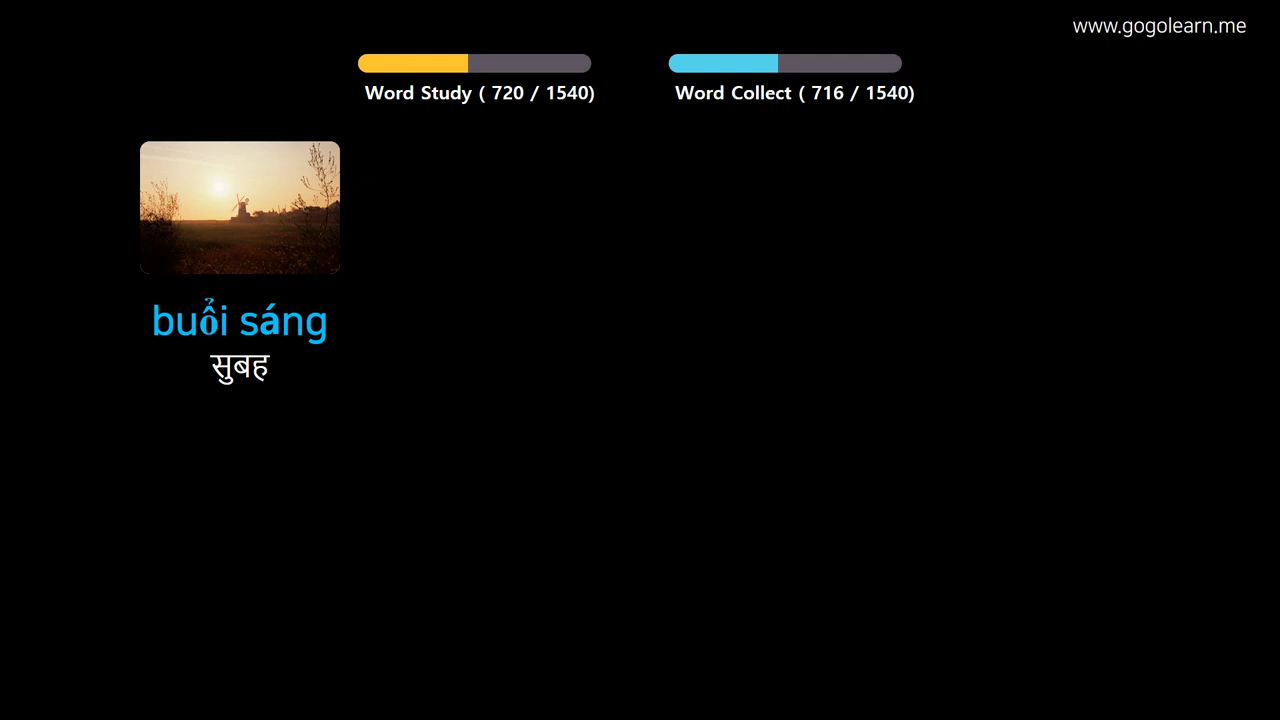 www.gogolearn.me
Word Study ( 720 / 1540)
Word Collect ( 716 / 1540)
buổi sáng
सुबह